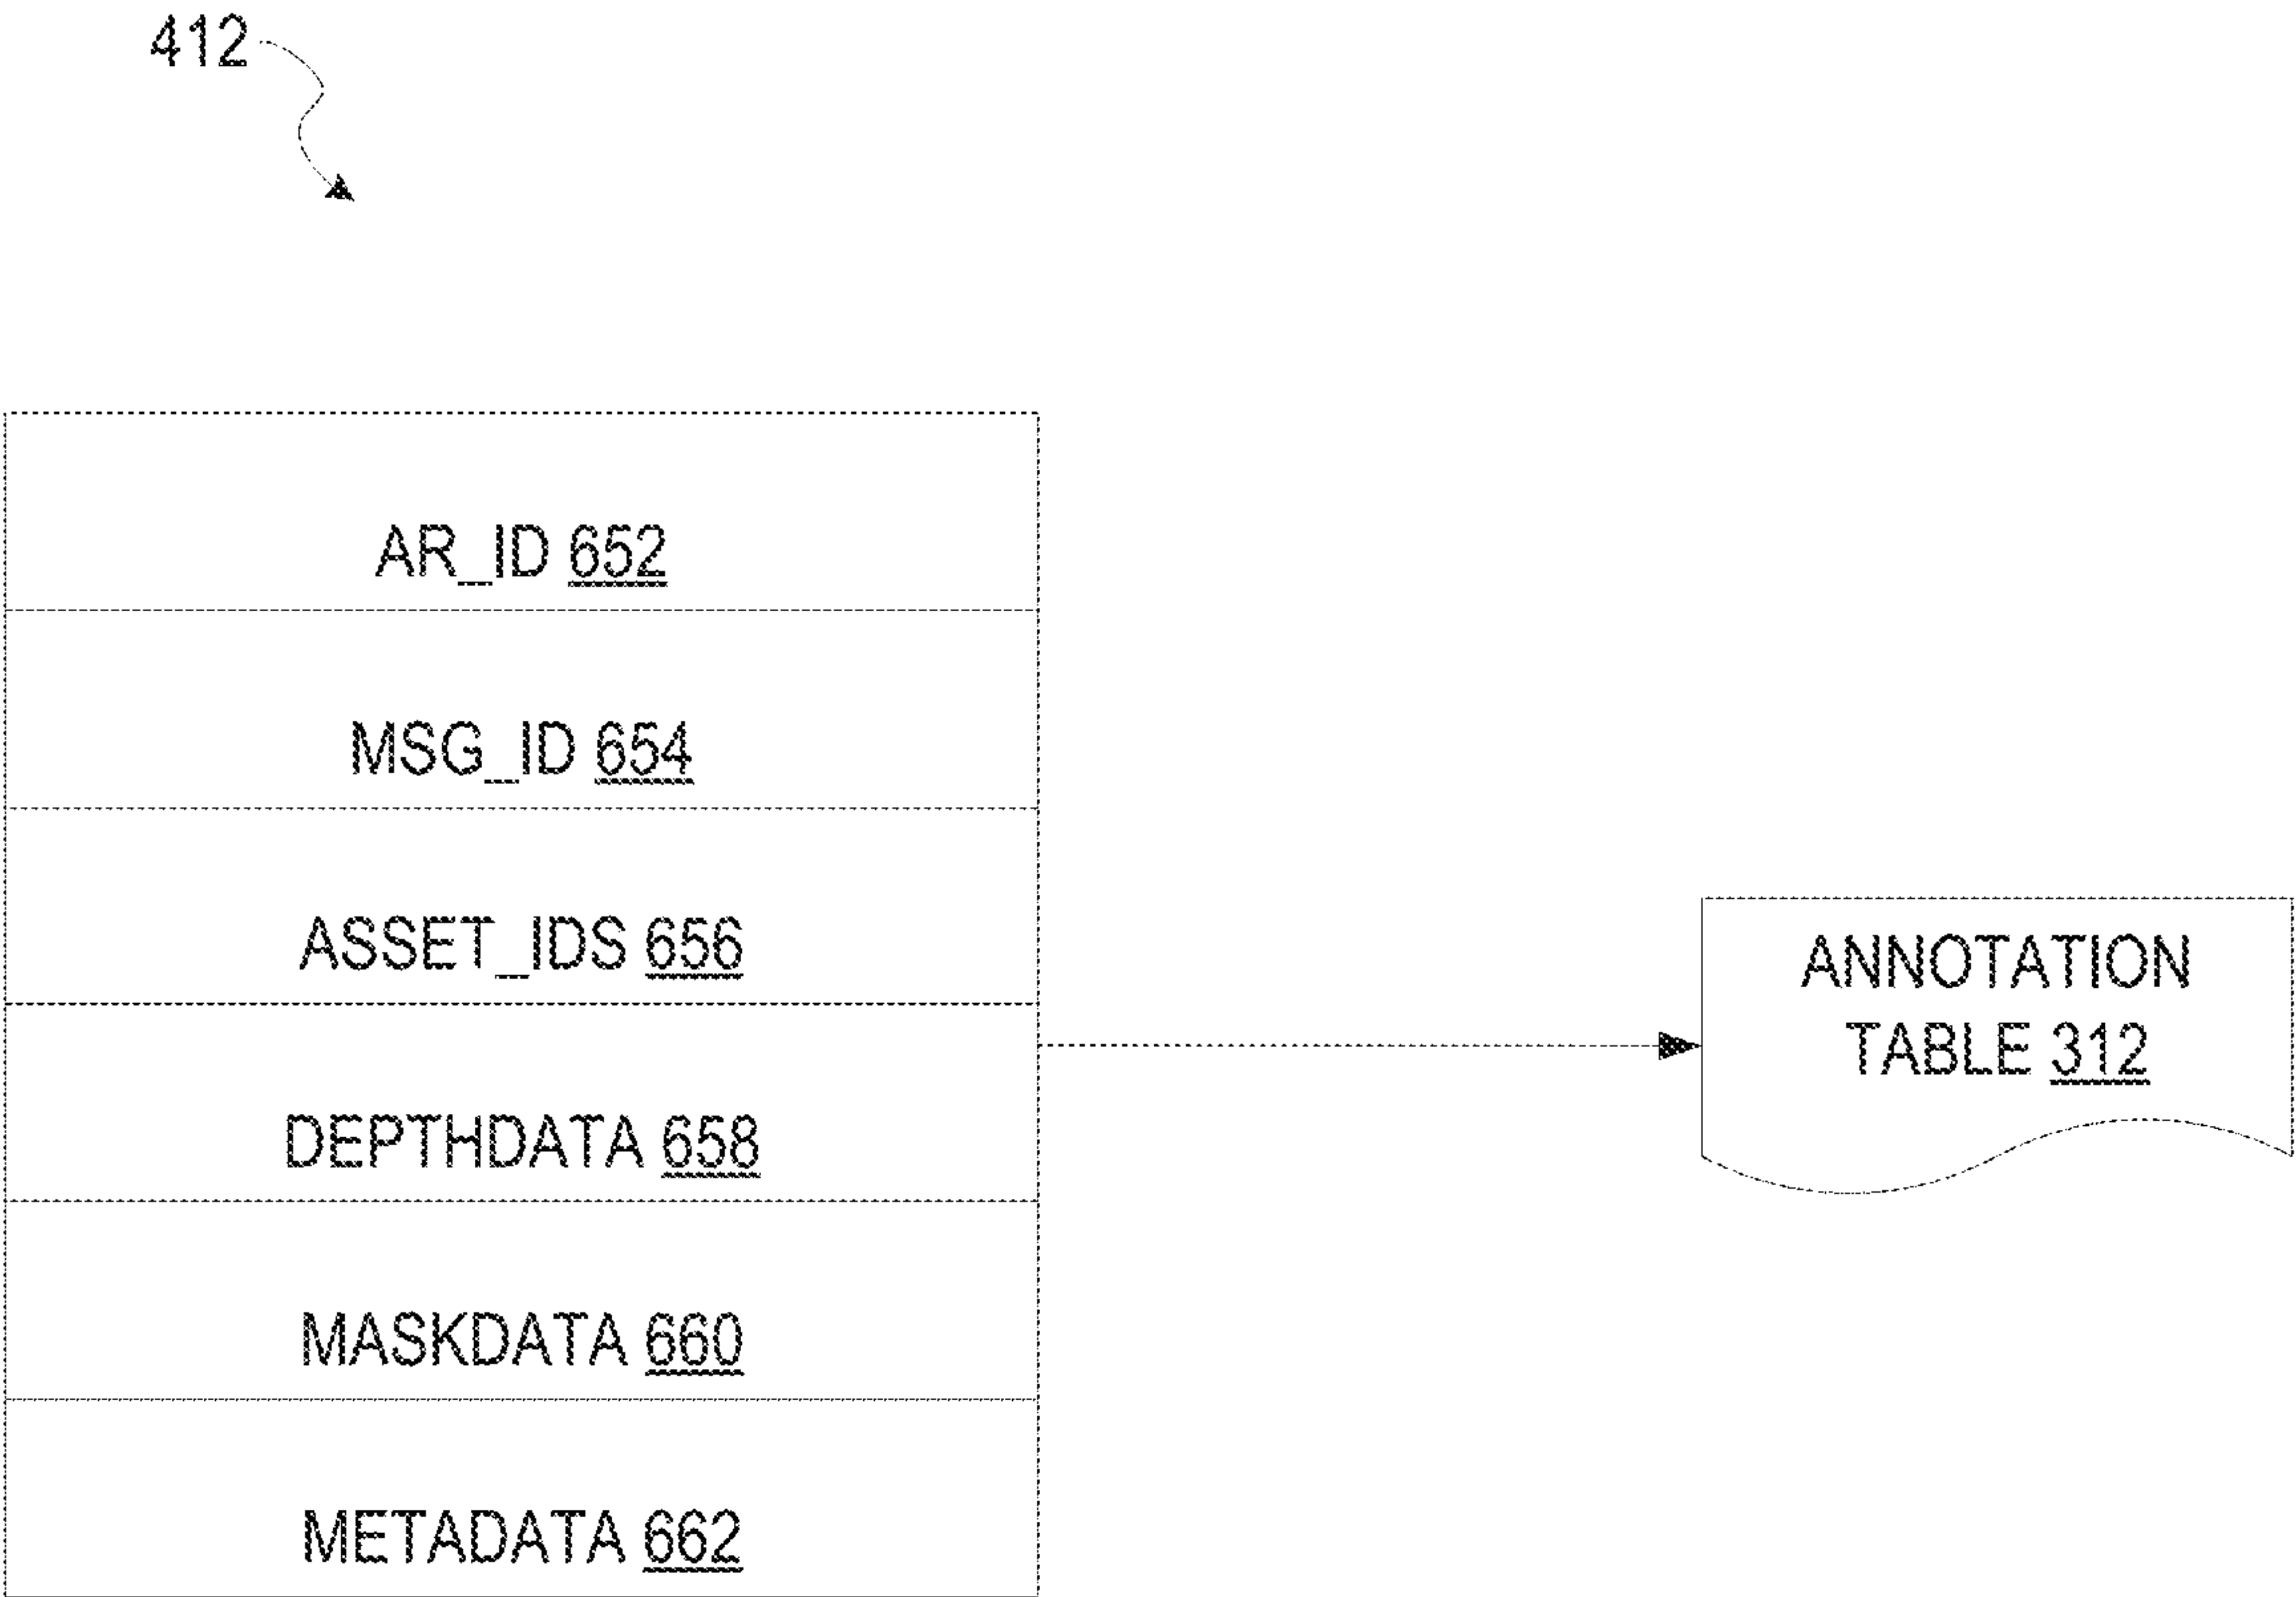 412
AR_ID 652
MSG_ID 654
ASSET_IDS 656
DEPTHDATA 658
MASKDATA 660
METADATA 662
ANNOTATION
TABLE 312